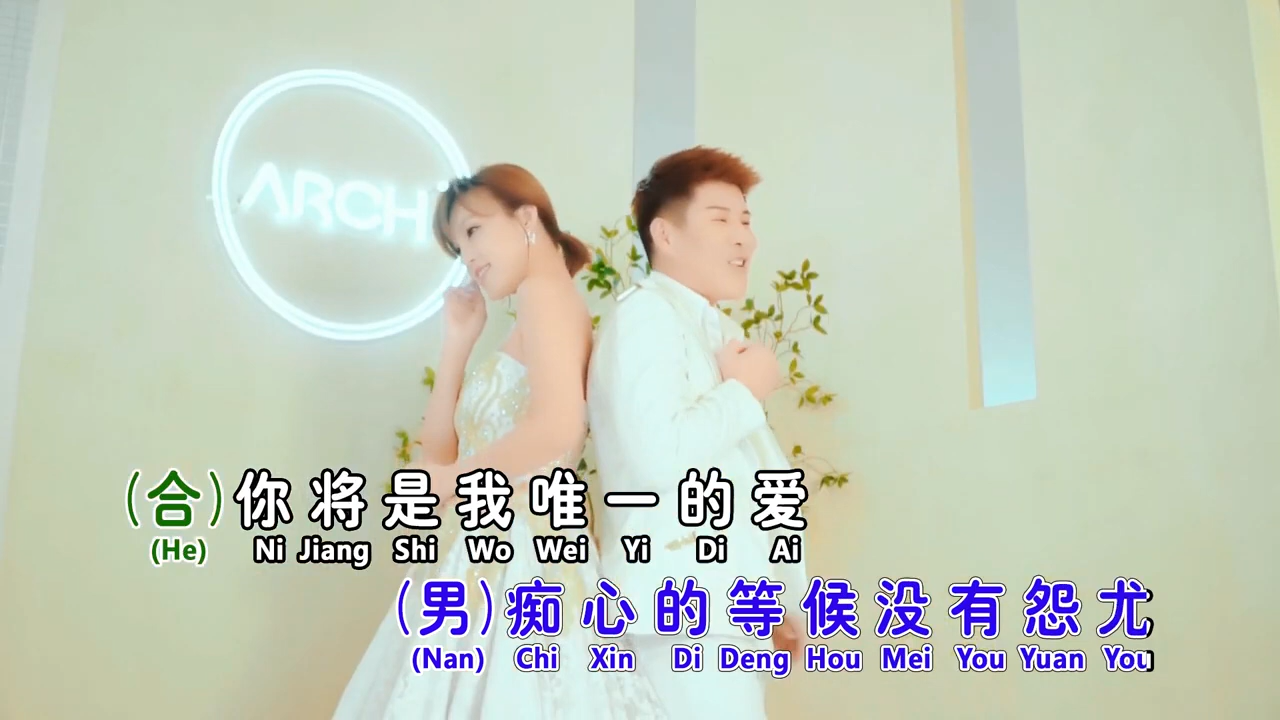 ARCH
(合)你将是我唯一的爱
(He) Ni Jiang Shi Wo Wei Yi Di Ai
(男)痴心的等候没有怨尤
(Nan) Chi Xin Di Deng Hou Mei You Yuan You